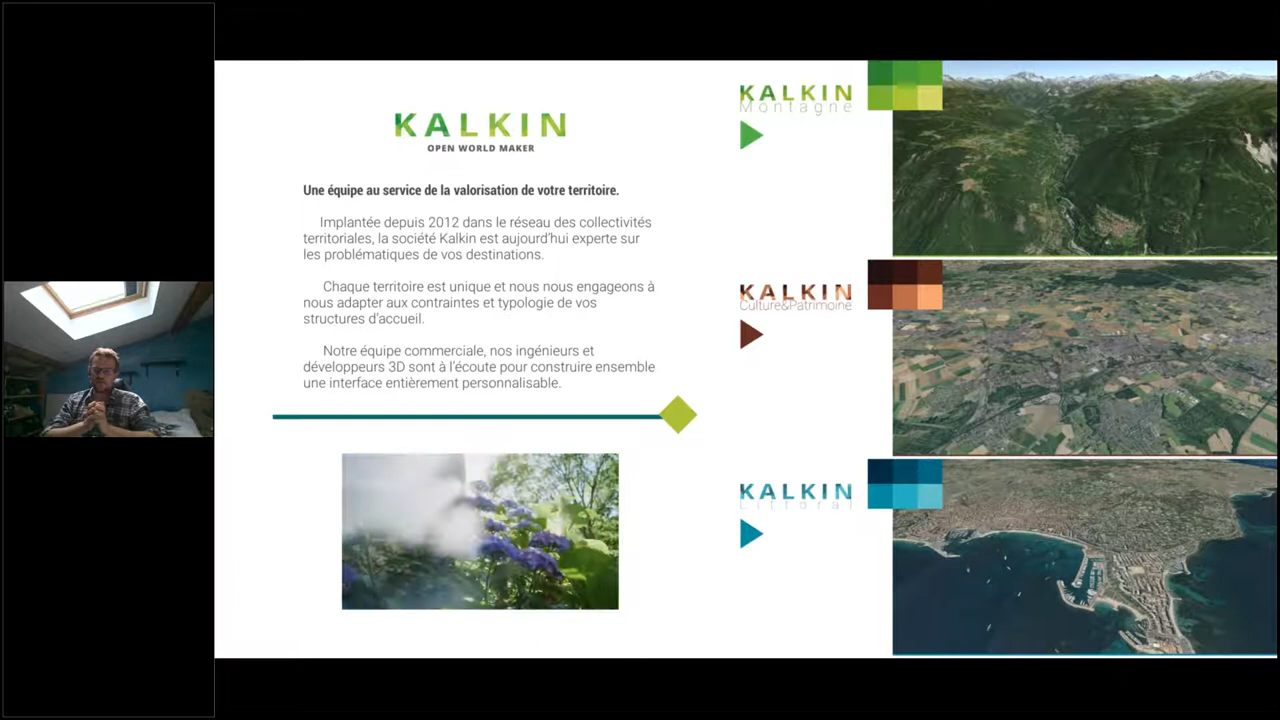 KALKIN
OPEN WORLD MAKER
Une équipe au service de la valorisation de votre territoire.
Implantée depuis 2012 dans le réseau des collectivités
territoriales, la société Kalkin est aujourd'hui experte sur
les problématiques de vos destinations.
Chaque territoire est unique et nous nous engageons à
nous adapter aux contraintes et typologie de vos
structures d'accueil.
Notre équipe commerciale, nos ingénieurs et
développeurs 3D sont à l'écoute pour construire ensemble
une interface entièrement personnalisable.
KALKIN
Montagne
KALKIN
Culture&Patrimoine
KALKIN
Littoral